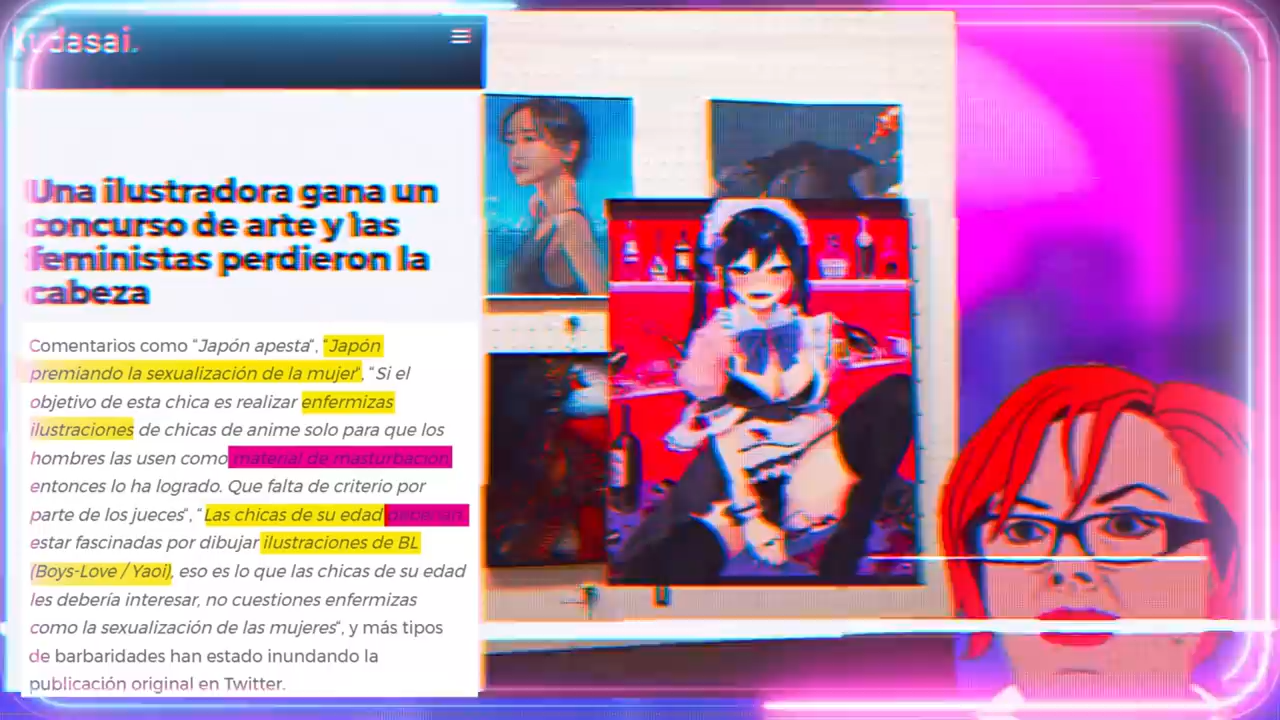 kudasai.
Una ilustradora gana un
concurso de arte y las
feministas perdieron la
cabeza
Comentarios como “Japón apesta“, “Japón
premiando la sexualización de la mujer“, “Si el
objetivo de esta chica es realizar enfermizas
ilustraciones de chicas de anime solo para que los
hombres las usen como material de masturbación
entonces lo ha logrado. Que falta de criterio por
parte de los jueces“, “Las chicas de su edad deberían
estar fascinadas por dibujar ilustraciones de BL
(Boys-Love / Yaoi), eso es lo que las chicas de su edad
les debería interesar, no cuestiones enfermizas
como la sexualización de las mujeres“, y más tipos
de barbaridades han estado inundando la
publicación original en Twitter.